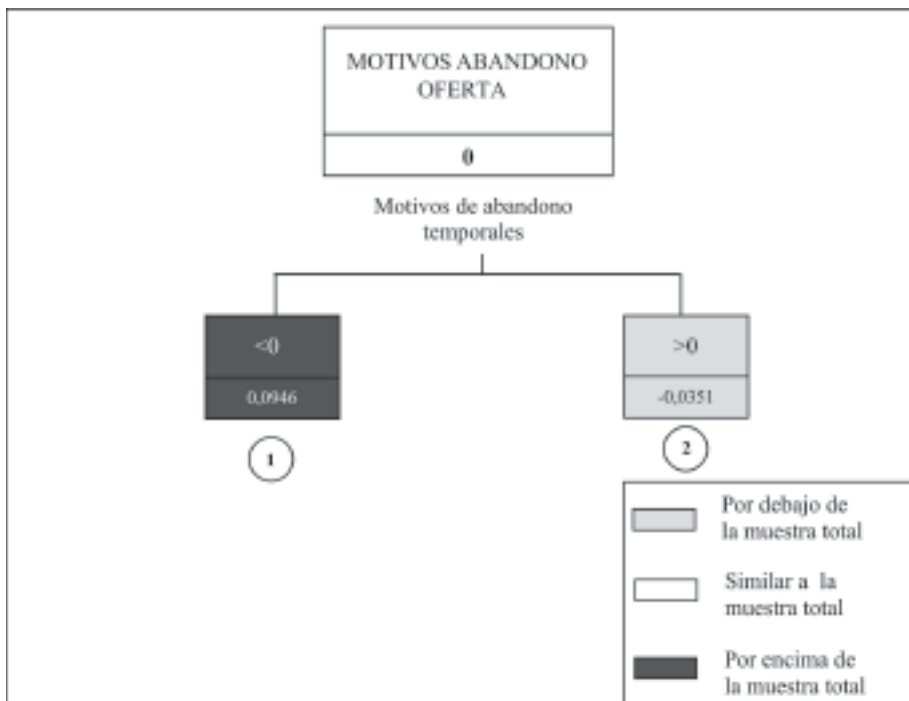 MOTIVOS ABANDONO
OFERTA
0
Motivos de abandono
temporales
<0
0,0946
1
>0
-0,0351
2
Por debajo de
la muestra total
Similar a la
muestra total
Por encima de
la muestra total